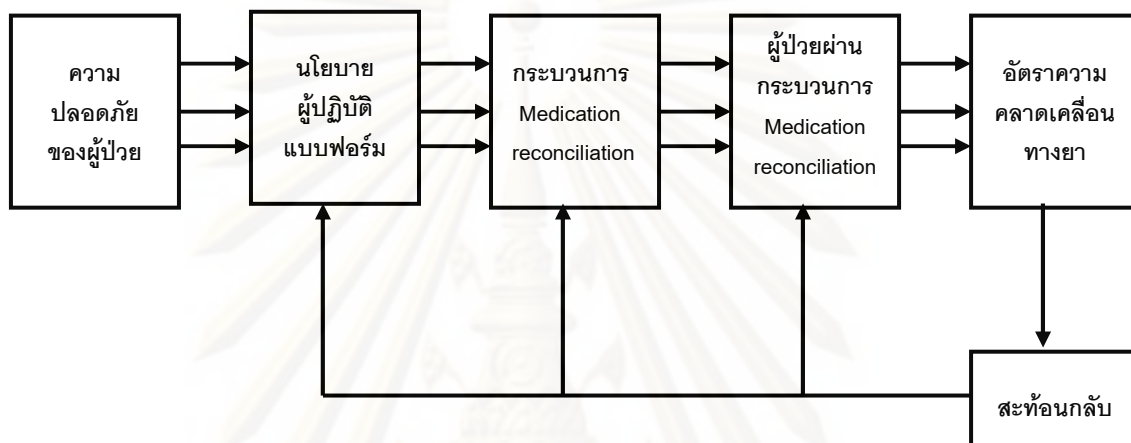 ความ
ปลอดภัย
ของผู้ป่วย
นโยบาย
ผู้ปฏิบัติ
แบบฟอร์ม
กระบวนการ
Medication
reconciliation
ผู้ป่วยผ่าน
กระบวนการ
Medication
reconciliation
อัตราความ
คลาดเคลื่อน
ทางยา
สะท้อนกลับ